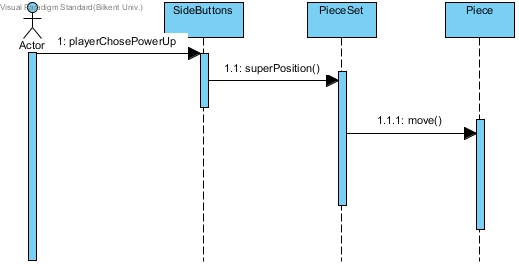 Visual Paradigm Standard(Bilkent Univ.)
SideButtons
PieceSet
Piece
Actor
1: playerChosePowerUp
1.1: superPosition()
1.1.1: move()